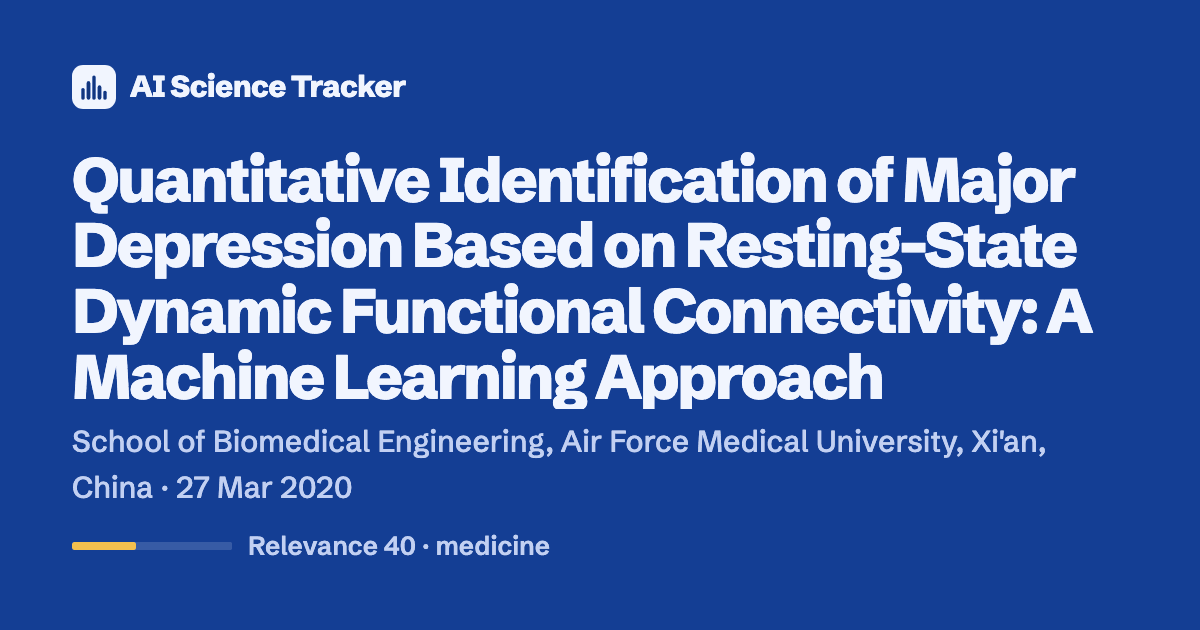 AI Science Tracker
Quantitative Identification of Major
Depression Based on Resting-State
Dynamic Functional Connectivity: A
Machine Learning Approach
School of Biomedical Engineering, Air Force Medical University, Xi'an,
China · 27 Mar 2020
Relevance 40 · medicine